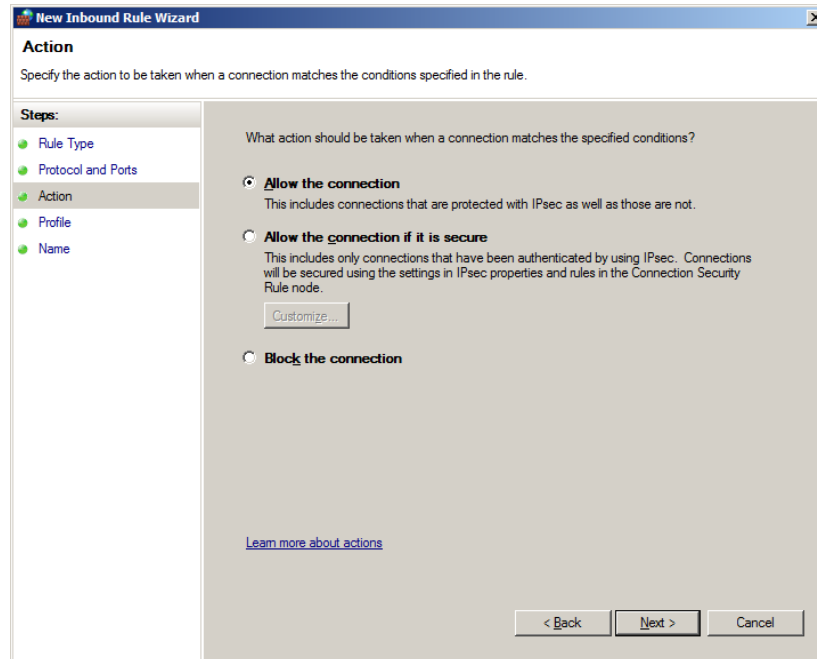 New Inbound Rule Wizard
Action
Specify the action to be taken when a connection matches the conditions specified in the rule.
Steps:
Rule Type
Protocol and Ports
Action
Profile
Name
What action should be taken when a connection matches the specified conditions?
Allow the connection
This includes connections that are protected with IPsec as well as those are not.
Allow the connection if it is secure
This includes only connections that have been authenticated by using IPsec. Connections
will be secured using the settings in IPsec properties and rules in the Connection Security
Rule node.
Customize...
Block the connection
Learn more about actions
< Back
Next >
Cancel